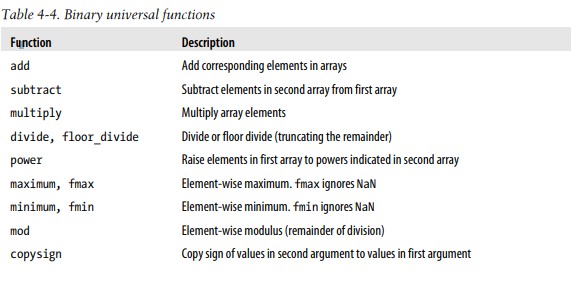 Table 4-4. Binary universal functions
Function Description
add Add corresponding elements in arrays
subtract Subtract elements in second array from first array
multiply Multiply array elements
divide, floor_divide Divide or floor divide (truncating the remainder)
power Raise elements in first array to powers indicated in second array
maximum, fmax Element-wise maximum. fmax ignores NaN
minimum, fmin Element-wise minimum. fmin ignores NaN
mod Element-wise modulus (remainder of division)
copysign Copy sign of values in second argument to values in first argument